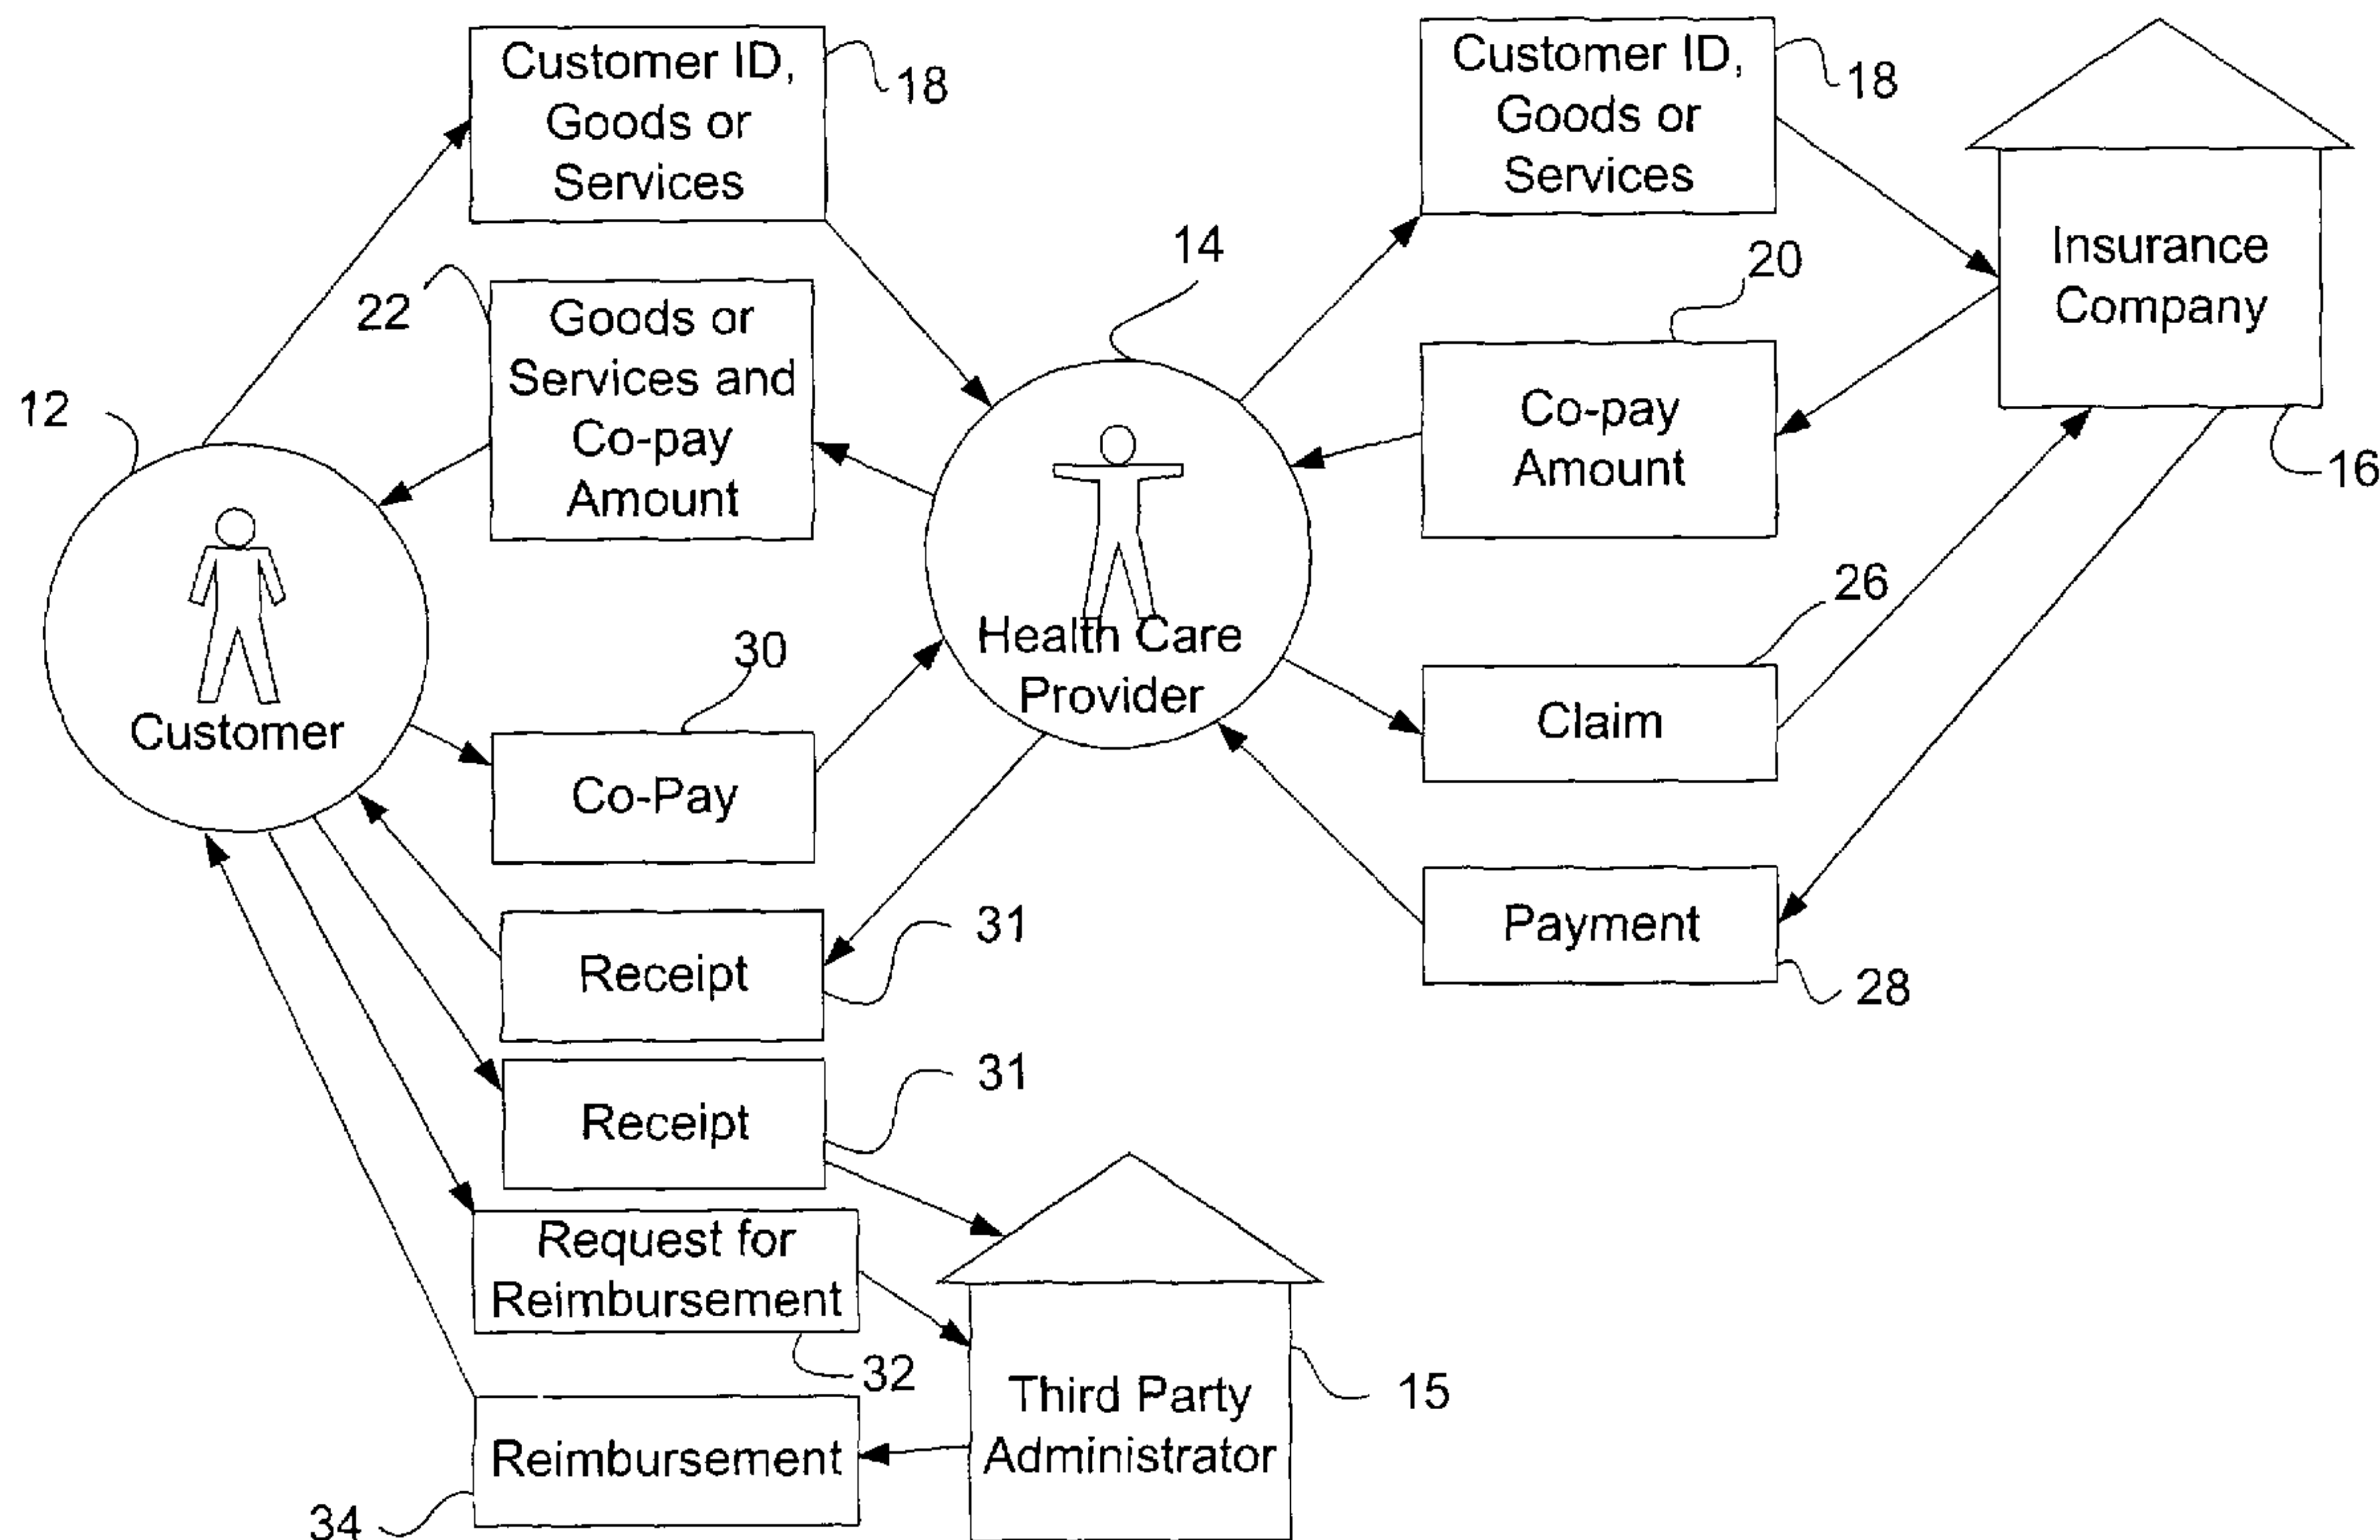 Customer ID,
Goods or
Services
18
Customer ID,
Goods or
Services
18
Insurance
Company
16
22
Goods or
Services and
Co-pay
Amount
14
Health Care
Provider
20
Co-pay
Amount
12
Customer
30
Co-Pay
26
Claim
Receipt
31
Payment
28
Receipt
31
Request for
Reimbursement
32
Third Party
Administrator
15
Reimbursement
34